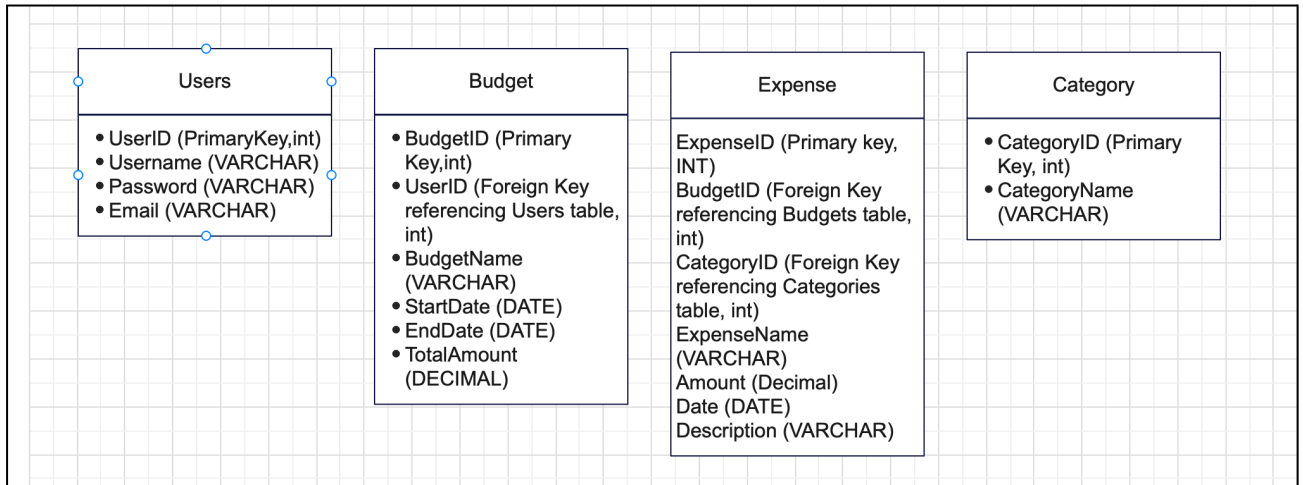 Users
• UserID (PrimaryKey,int)
• Username (VARCHAR)
• Password (VARCHAR)
• Email (VARCHAR)
Budget
• BudgetID (Primary
Key,int)
• UserID (Foreign Key
referencing Users table,
int)
• BudgetName
(VARCHAR)
• StartDate (DATE)
• EndDate (DATE)
• TotalAmount
(DECIMAL)
Expense
ExpenseID (Primary key,
INT)
BudgetID (Foreign Key
referencing Budgets table,
int)
CategoryID (Foreign Key
referencing Categories
table, int)
ExpenseName
(VARCHAR)
Amount (Decimal)
Date (DATE)
Description (VARCHAR)
Category
• CategoryID (Primary
Key, int)
• CategoryName
(VARCHAR)